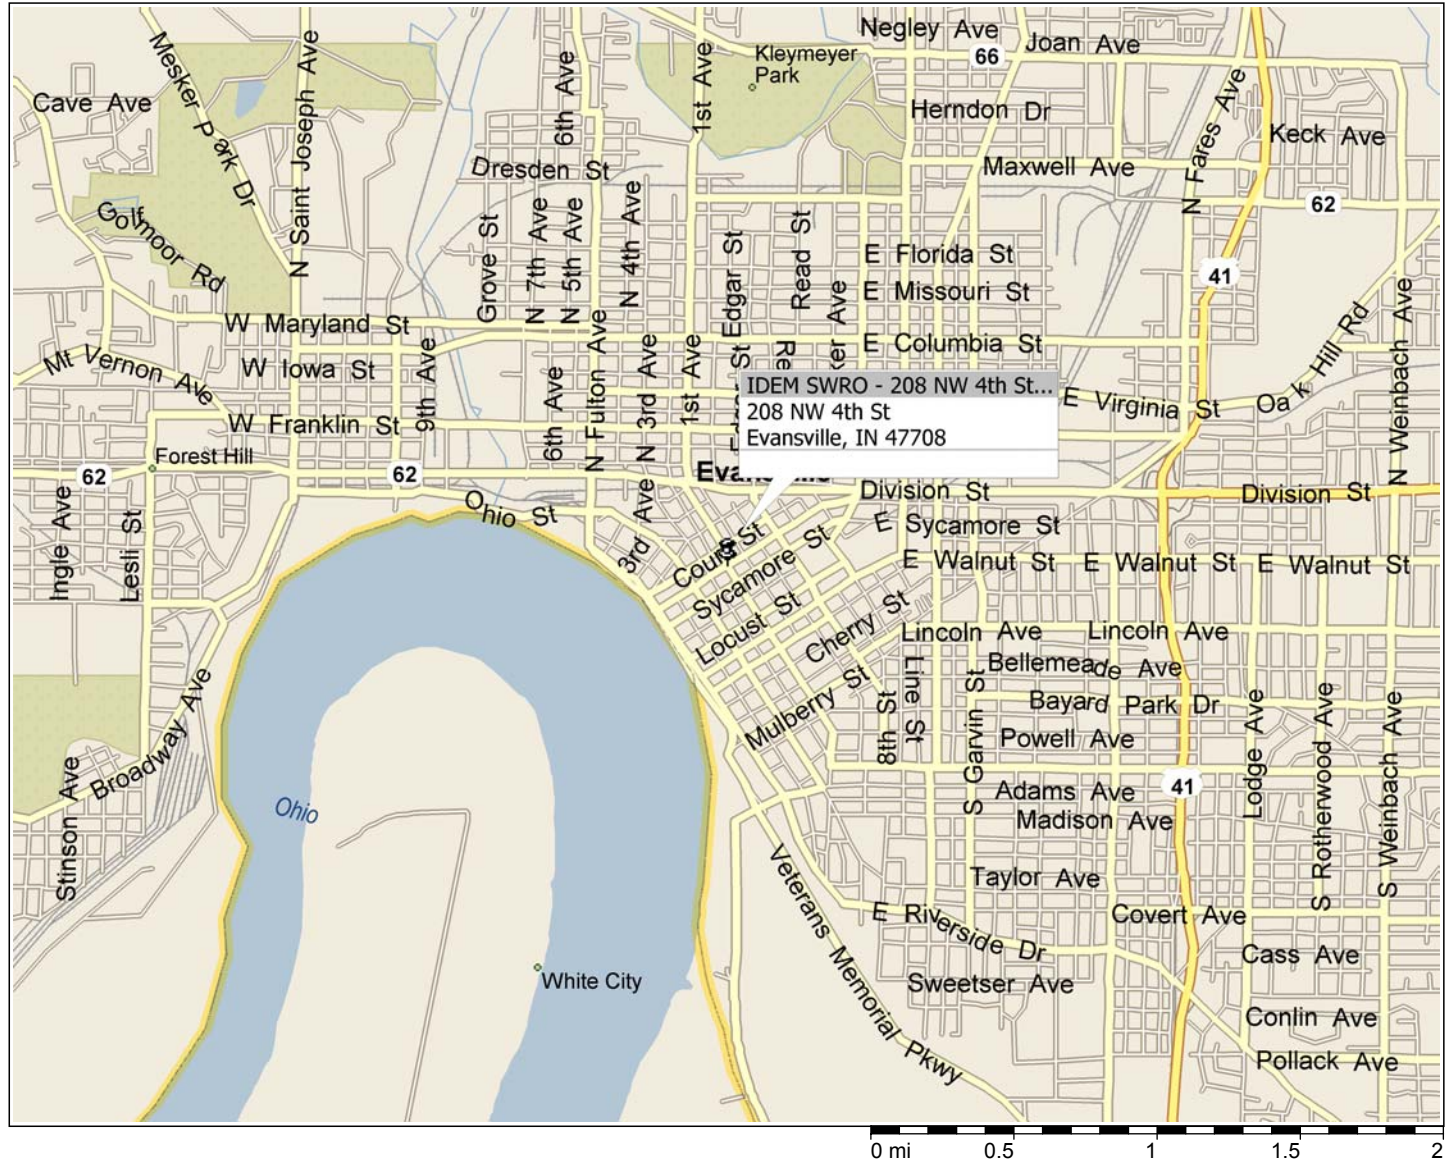 Negley Ave
Joan Ave
66
Kleymeyer
Park
Mesker Park Dr
N Saint Joseph Ave
6th Ave
1st Ave
Cave Ave
Herndon Dr
N Fares Ave
Keck Ave
Dresden St
Maxwell Ave
62
Golfmoor Rd
Grove St
N 7th Ave
N 5th Ave
N 4th Ave
Edgar St
Read St
E Florida St
41
E Missouri St
W Maryland St
E Columbia St
Oak Hill Rd
N Weinbach Ave
Mt Vernon Ave
W Iowa St
9th Ave
6th Ave
N Fulton Ave
N 3rd Ave
1st Ave
IDEM SWRO - 208 NW 4th St...
208 NW 4th St
Evansville, IN 47708
E Virginia St
W Franklin St
Forest Hill
62
62
Division St
Division St
Ohio St
3rd Ave
Court St
Sycamore St
E Sycamore St
Ingle Ave
Lesli St
E Walnut St
E Walnut St
E Walnut St
Locust St
Cherry St
Lincoln Ave
Lincoln Ave
Bellemeade Ave
Mulberry St
8th St
Line St
S Garvin St
Bayard Park Dr
Powell Ave
Broadway Ave
Stinson Ave
Ohio
Adams Ave
41
Madison Ave
Lodge Ave
S Rotherwood Ave
S Weinbach Ave
Taylor Ave
Veterans Memorial Pkwy
E Riverside Dr
Covert Ave
Cass Ave
White City
Sweetser Ave
Conlin Ave
Pollack Ave
0 mi 0.5 1 1.5 2